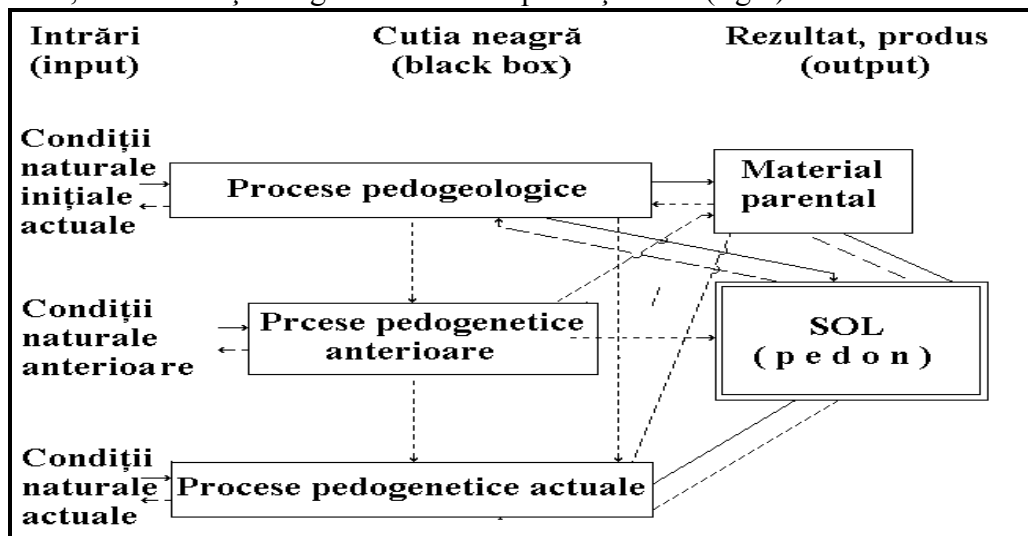 Intrări
(input)
Cutia neagră
(black box)
Rezultat, produs
(output)
Condiții
naturale
inițiale
actuale
Procese pedogeologice
Material
parental
Condiții
naturale
anterioare
Prcese pedogenetice
anterioare
SOL
( p e d o n )
Condiții
naturale
actuale
Procese pedogenetice actuale